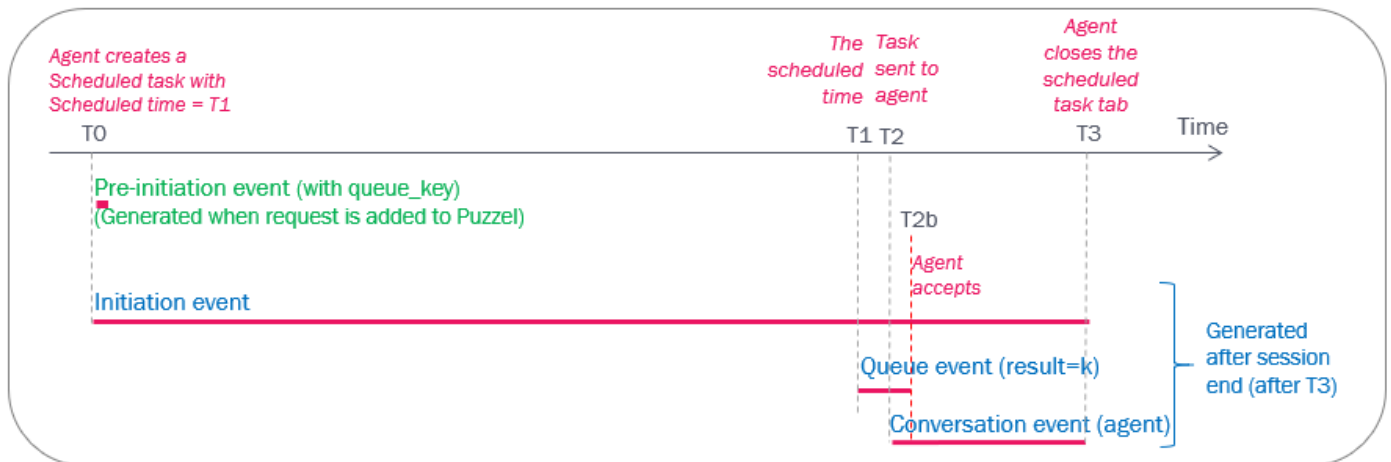 Agent creates a
Scheduled task with
Scheduled time = T1
The
scheduled
time
Task
sent to
agent
Agent
closes the
scheduled
task tab
T0
T1
T2
T3
Time
Pre-initiation event (with queue_key)
(Generated when request is added to Puzzel)
T2b
Agent
accepts
Initiation event
Queue event (result=k)
Conversation event (agent)
Generated
after session
end (after T3)